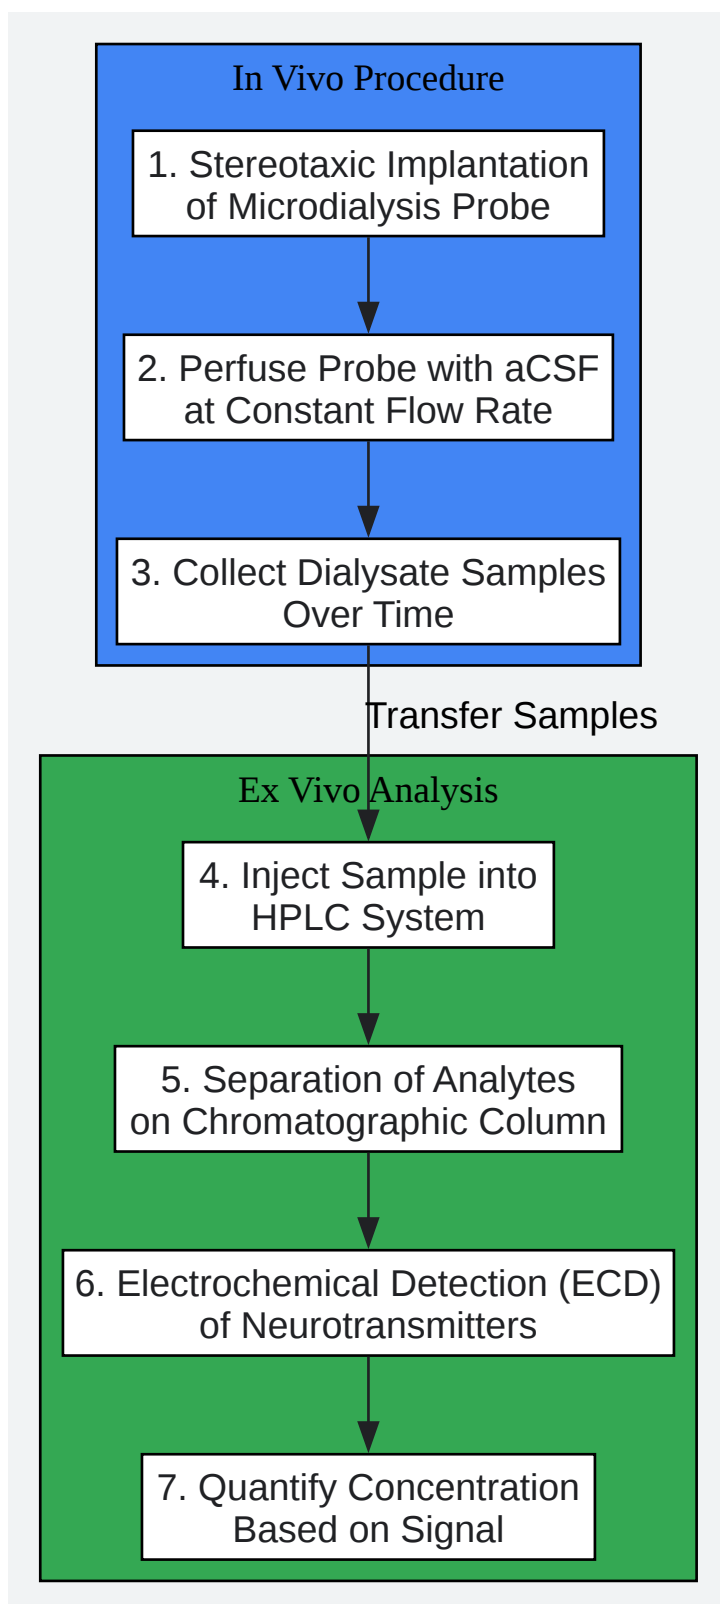 In Vivo Procedure
1. Stereotaxic Implantation
of Microdialysis Probe
2. Perfuse Probe with aCSF
at Constant Flow Rate
3. Collect Dialysate Samples
Over Time
Transfer Samples
Ex Vivo Analysis
4. Inject Sample into
HPLC System
5. Separation of Analytes
on Chromatographic Column
6. Electrochemical Detection (ECD)
of Neurotransmitters
7. Quantify Concentration
Based on Signal